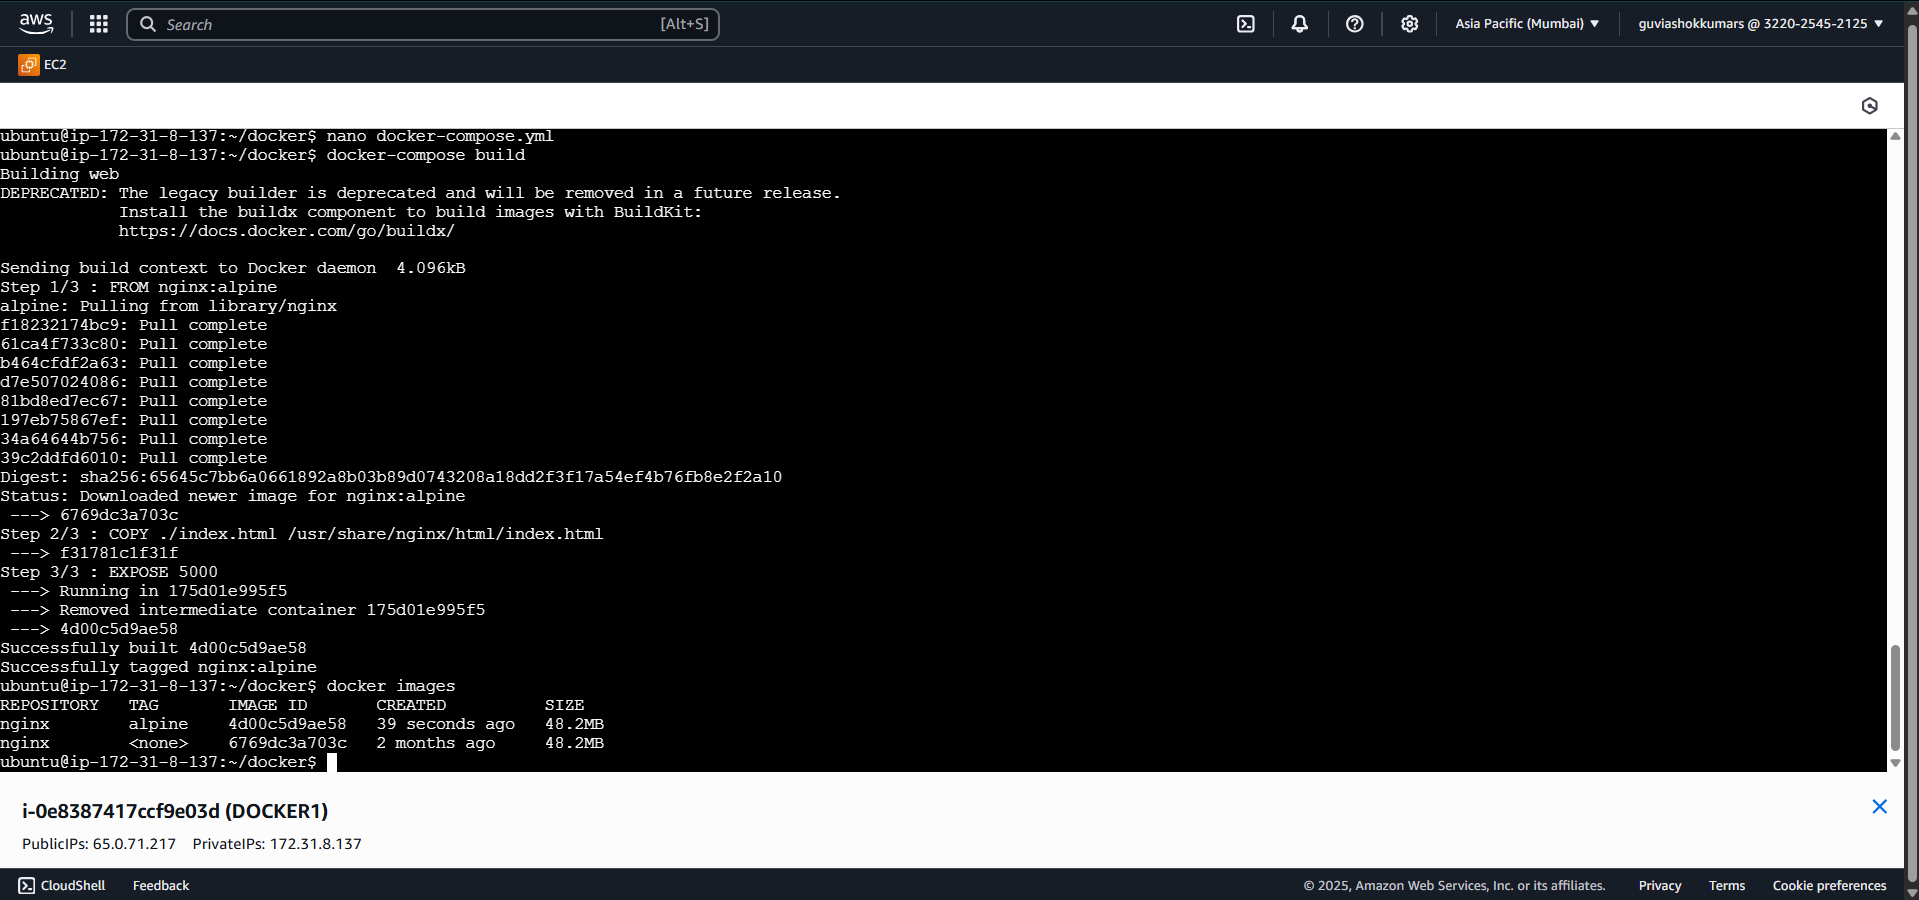 aws
Search [Alt+S]
Asia Pacific (Mumbai) ▼
guviashokkumars @ 3220-2545-2125 ▼
EC2
ubuntu@ip-172-31-8-137:~/docker$ nano docker-compose.yml
ubuntu@ip-172-31-8-137:~/docker$ docker-compose build
Building web
DEPRECATED: The legacy builder is deprecated and will be removed in a future release.
            Install the buildx component to build images with BuildKit:
            https://docs.docker.com/go/buildx/
Sending build context to Docker daemon  4.096kB
Step 1/3 : FROM nginx:alpine
alpine: Pulling from library/nginx
f18232174bc9: Pull complete
61ca4f733c80: Pull complete
b464cfdf2a63: Pull complete
d7e507024086: Pull complete
81bd8ed7ec67: Pull complete
197eb75867ef: Pull complete
34a64644b756: Pull complete
39c2ddfd6010: Pull complete
Digest: sha256:65645c7bb6a0661892a8b03b89d0743208a18dd2f3f17a54ef4b76fb8e2f2a10
Status: Downloaded newer image for nginx:alpine
 ---> 6769dc3a703c
Step 2/3 : COPY ./index.html /usr/share/nginx/html/index.html
 ---> f31781c1f31f
Step 3/3 : EXPOSE 5000
 ---> Running in 175d01e995f5
 ---> Removed intermediate container 175d01e995f5
 ---> 4d00c5d9ae58
Successfully built 4d00c5d9ae58
Successfully tagged nginx:alpine
ubuntu@ip-172-31-8-137:~/docker$ docker images
REPOSITORY   TAG       IMAGE ID       CREATED          SIZE
nginx        alpine    4d00c5d9ae58   39 seconds ago   48.2MB
nginx        <none>    6769dc3a703c   2 months ago     48.2MB
ubuntu@ip-172-31-8-137:~/docker$
i-0e8387417ccf9e03d (DOCKER1)
PublicIPs: 65.0.71.217 PrivateIPs: 172.31.8.137
CloudShell Feedback © 2025, Amazon Web Services, Inc. or its affiliates. Privacy Terms Cookie preferences